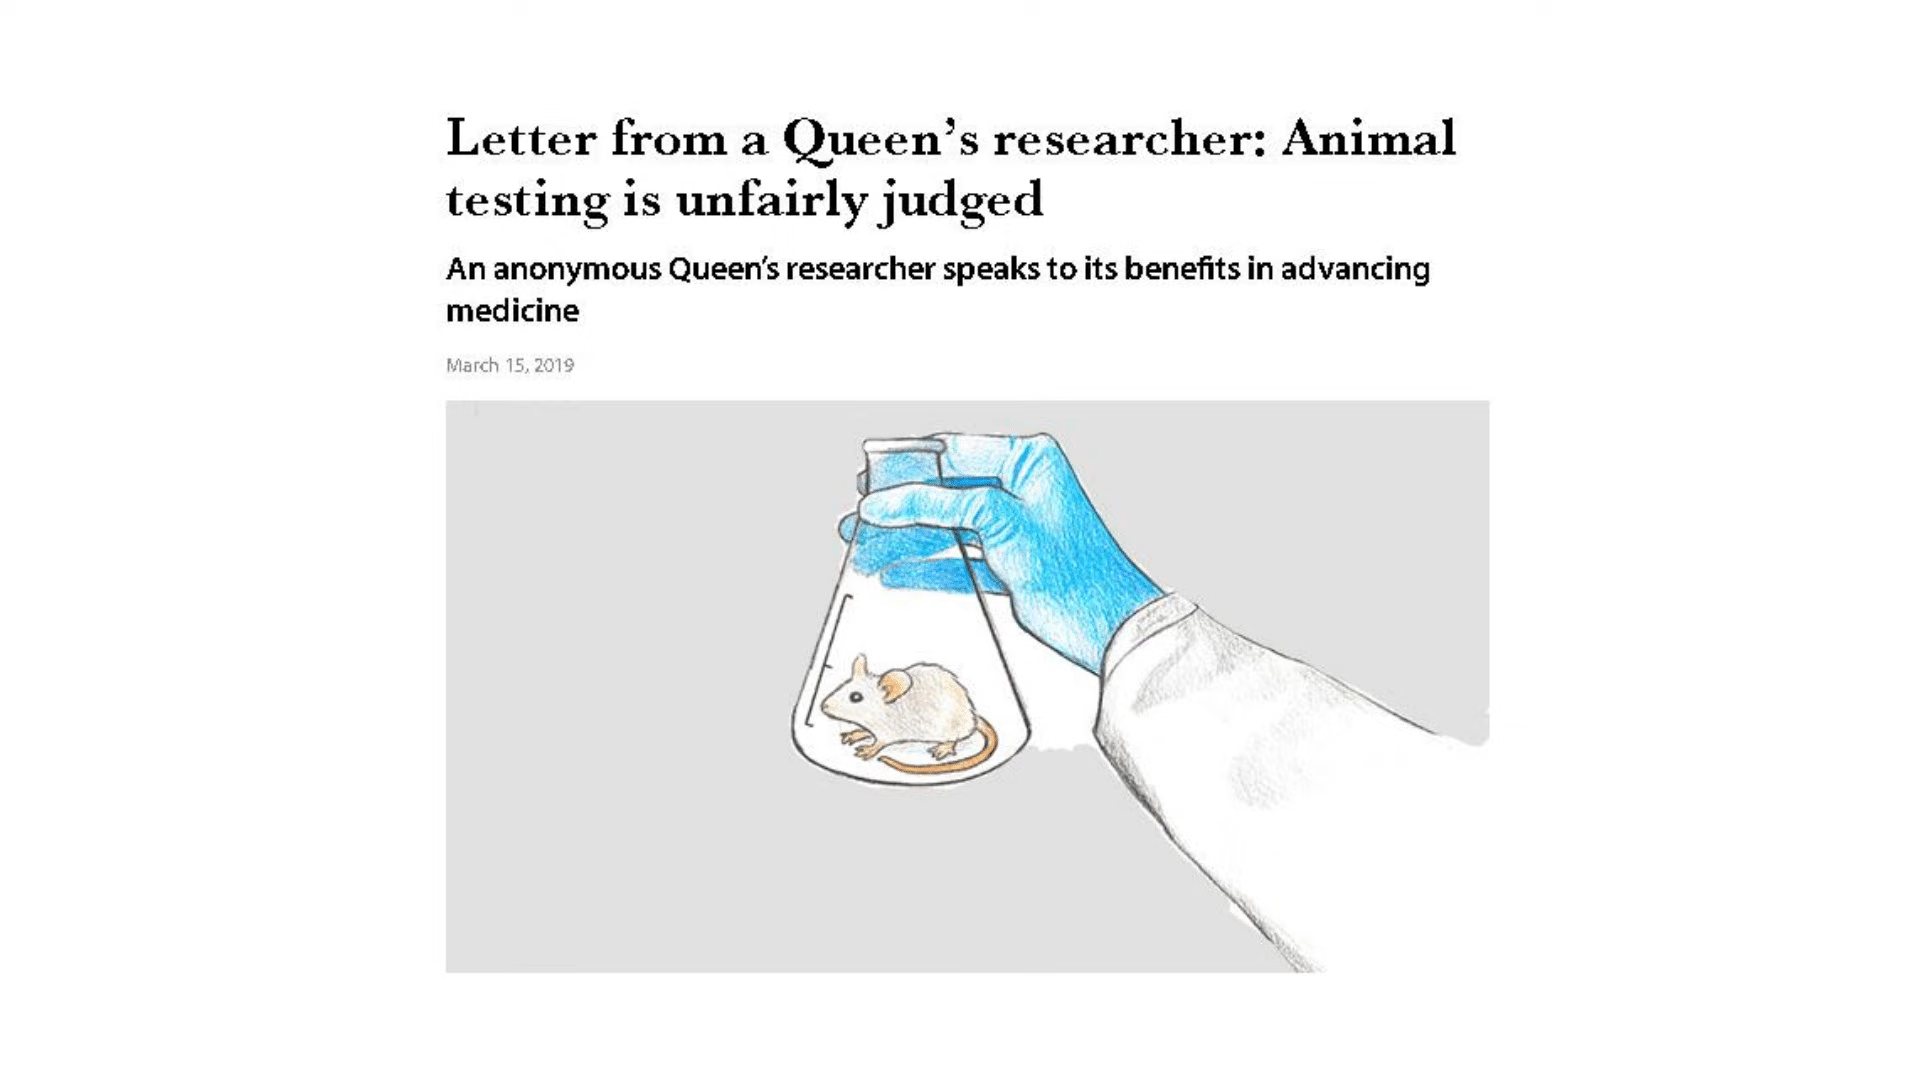 Letter from a Queen’s researcher: Animal
testing is unfairly judged
An anonymous Queen’s researcher speaks to its benefits in advancing
medicine
March 15, 2019